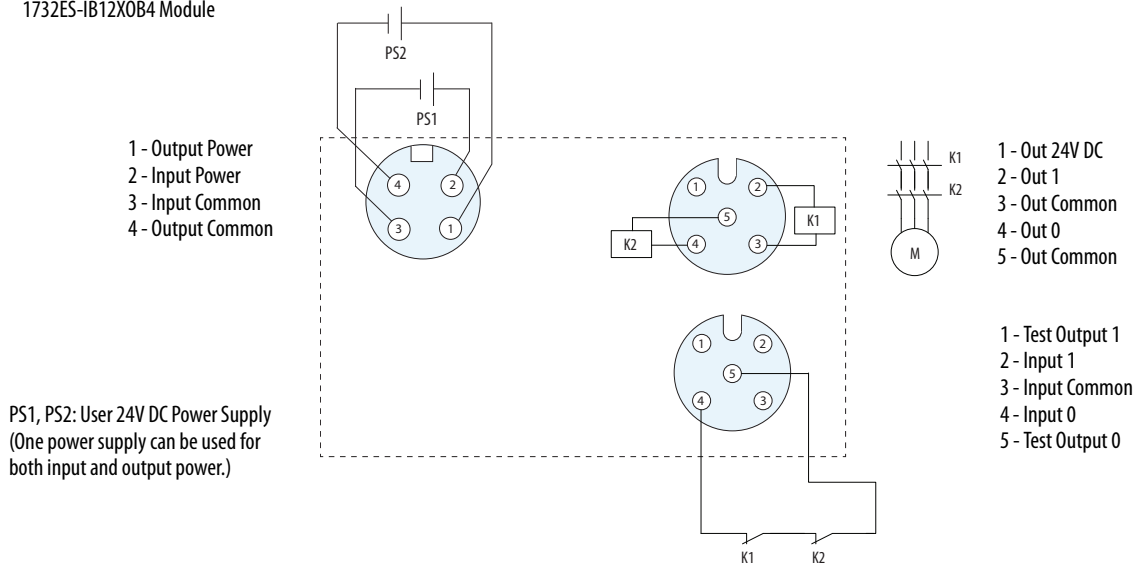 1732ES-IB12XOB4 Module
PS2
PS1
1 - Output Power
2 - Input Power
3 - Input Common
4 - Output Common
4
2
3
1
1
2
5
4
3
K1
K2
K1
K2
M
1 - Out 24V DC
2 - Out 1
3 - Out Common
4 - Out 0
5 - Out Common
1
2
5
4
3
1 - Test Output 1
2 - Input 1
3 - Input Common
4 - Input 0
5 - Test Output 0
PS1, PS2: User 24V DC Power Supply
(One power supply can be used for
both input and output power.)
K1
K2